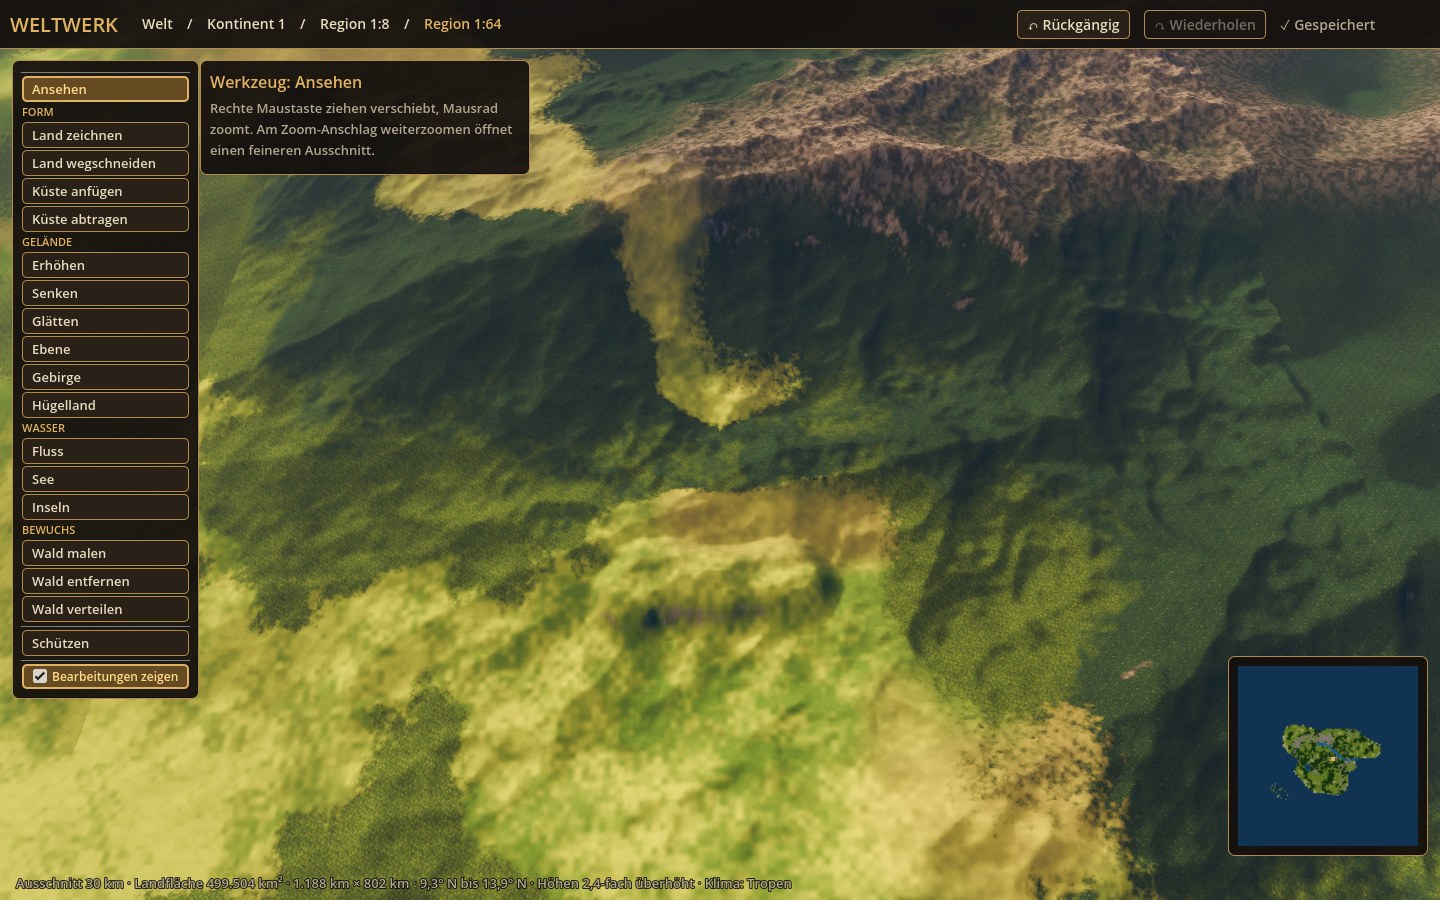 WELTWERK Welt / Kontinent 1 / Region 1:8 / Region 1:64 Rückgängig Wiederholen ✓ Gespeichert
Ansehen
FORM
Land zeichnen
Land wegschneiden
Küste anfügen
Küste abtragen
GELÄNDE
Erhöhen
Senken
Glätten
Ebene
Gebirge
Hügelland
WASSER
Fluss
See
Inseln
BEWUCHS
Wald malen
Wald entfernen
Wald verteilen
Schützen
Bearbeitungen zeigen
Werkzeug: Ansehen
Rechte Maustaste ziehen verschiebt, Mausrad
zoomt. Am Zoom-Anschlag weiterzoomen öffnet
einen feineren Ausschnitt.
Ausschnitt 30 km · Landfläche 499.504 km² · 1.188 km × 802 km · 9,3° N bis 13,9° N · Höhen 2,4-fach überhöht · Klima: Tropen